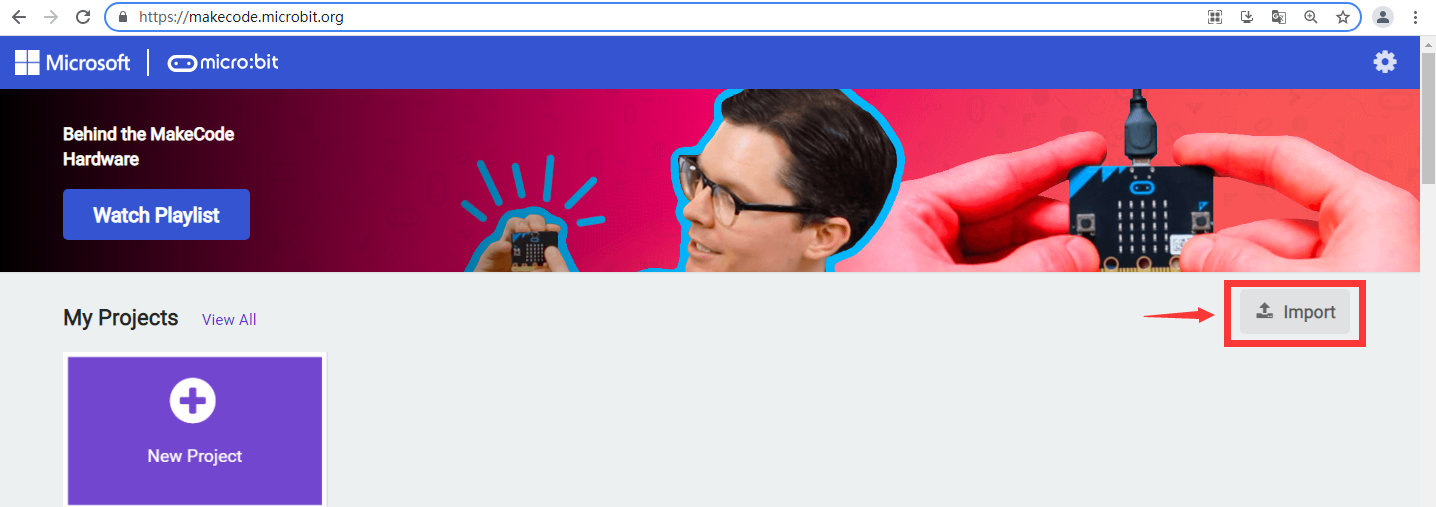 https://makecode.microbit.org
Microsoft
micro:bit
Behind the MakeCode
Hardware
Watch Playlist
My Projects
View All
Import
New Project